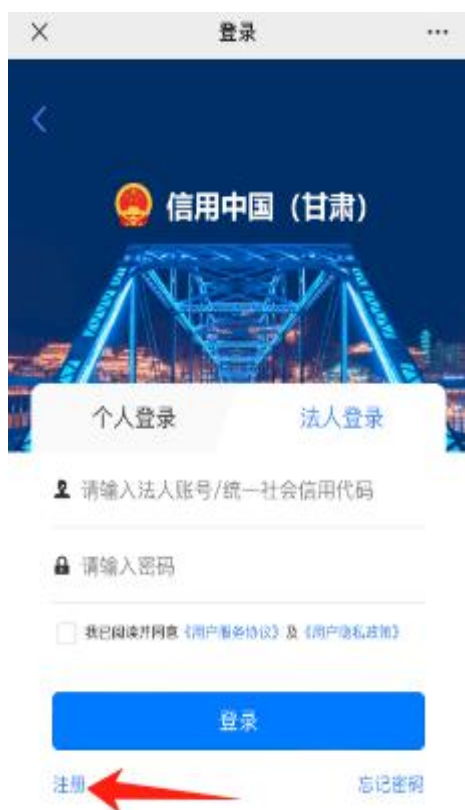 登录
信用中国（甘肃）
个人登录 法人登录
请输入法人账号/统一社会信用代码
请输入密码
我已阅读并同意《用户服务协议》及《用户隐私政策》
登录
注册 忘记密码